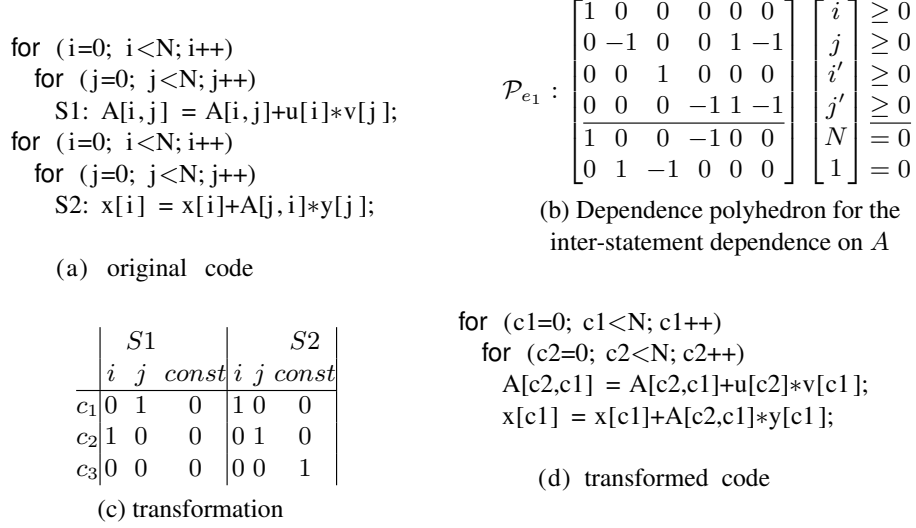 for (i=0; i<N; i++)
for (j=0; j<N; j++)
S1: A[i,j] = A[i,j]+u[i]*v[j];
for (i=0; i<N; i++)
for (j=0; j<N; j++)
S2: x[i] = x[i]+A[j,i]*y[j];
(a) original code
1 0 0 0 0 0 i ≥ 0
0 −1 0 0 1 −1 j ≥ 0
0 0 1 0 0 0 i′ ≥ 0
P_{e_1} : 0 0 0 −1 1 −1 j′ ≥ 0
1 0 0 −1 0 0 N = 0
0 1 −1 0 0 0 1 = 0
(b) Dependence polyhedron for the
inter-statement dependence on A
S1 S2
i j const i j const
c₁ 0 1 0 1 0 0
c₂ 1 0 0 0 1 0
c₃ 0 0 0 0 0 1
(c) transformation
for (c1=0; c1<N; c1++)
for (c2=0; c2<N; c2++)
A[c2,c1] = A[c2,c1]+u[c2]*v[c1];
x[c1] = x[c1]+A[c2,c1]*y[c1];
(d) transformed code